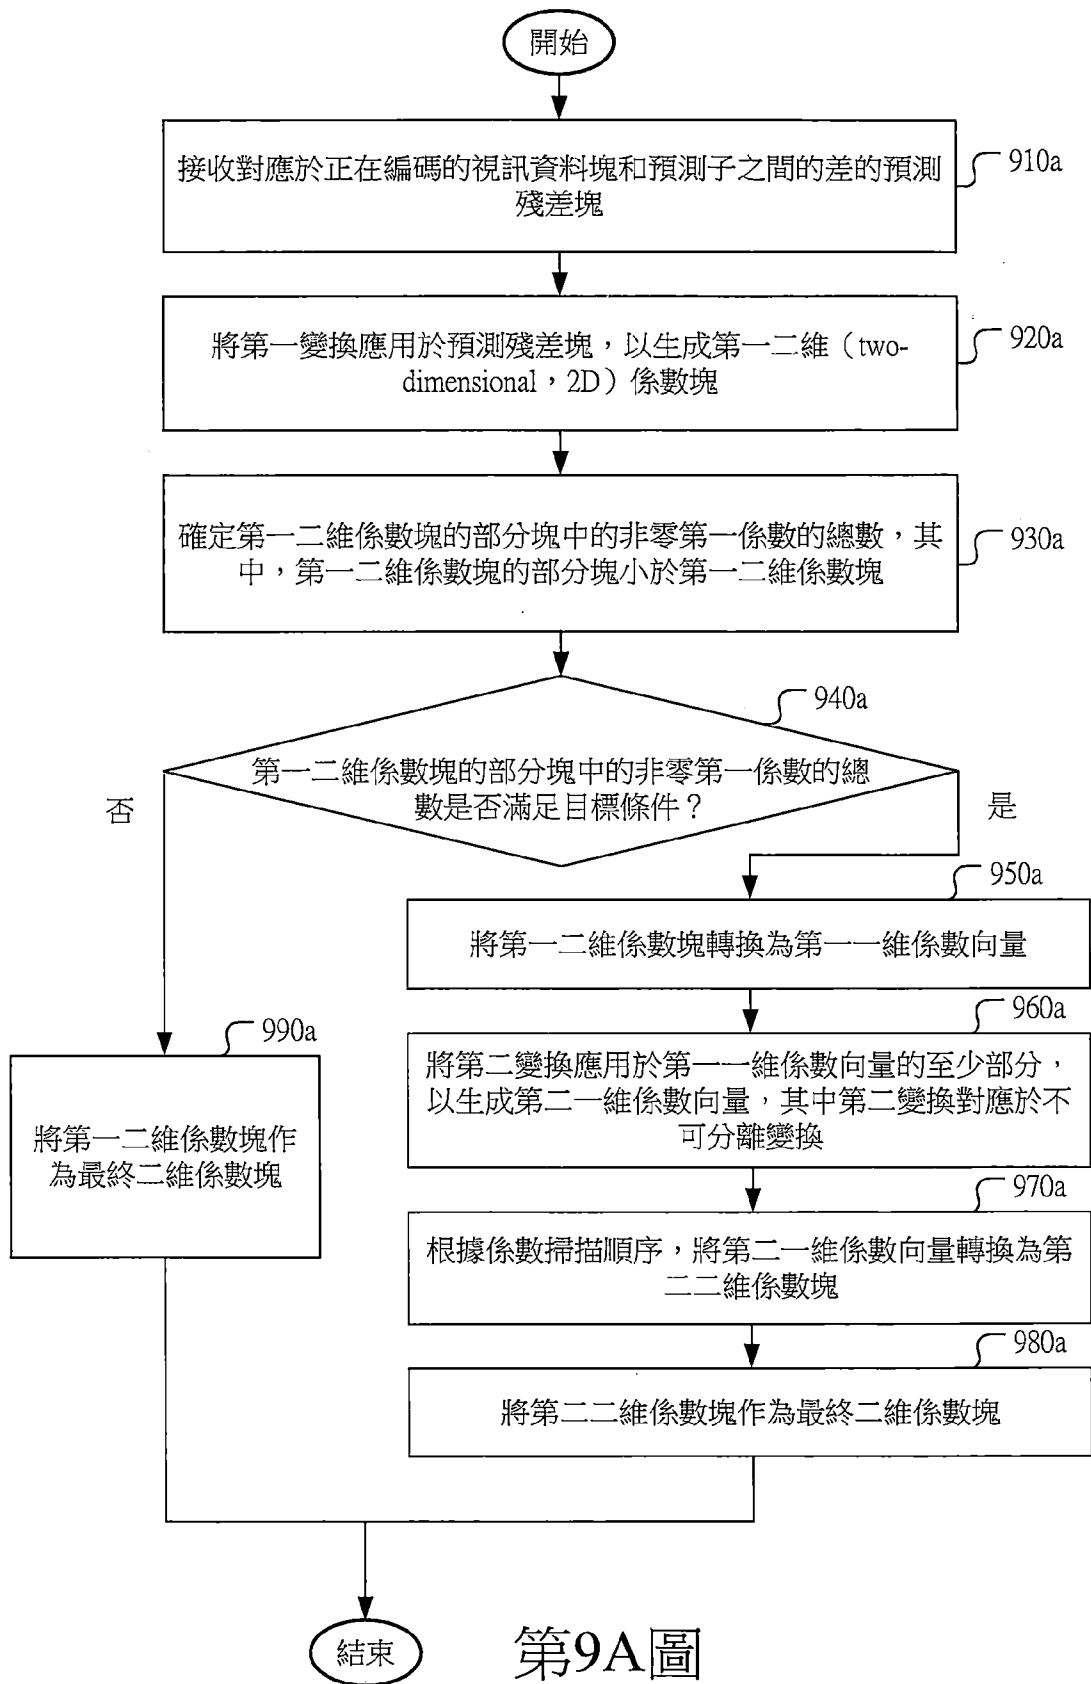 開始
接收對應於正在編碼的視訊資料塊和預測子之間的差的預測
殘差塊
910a
將第一變換應用於預測殘差塊，以生成第一二維（two-
dimensional，2D）係數塊
920a
確定第一二維係數塊的部分塊中的非零第一係數的總數，其
中，第一二維係數塊的部分塊小於第一二維係數塊
930a
940a
第一二維係數塊的部分塊中的非零第一係數的總
數是否滿足目標條件？
否
是
950a
將第一二維係數塊轉換為第一一維係數向量
960a
將第二變換應用於第一一維係數向量的至少部分，
以生成第二一維係數向量，其中第二變換對應於不
可分離變換
990a
將第一二維係數塊作
為最終二維係數塊
970a
根據係數掃描順序，將第二一維係數向量轉換為第
二二維係數塊
980a
將第二二維係數塊作為最終二維係數塊
結束
第9A圖